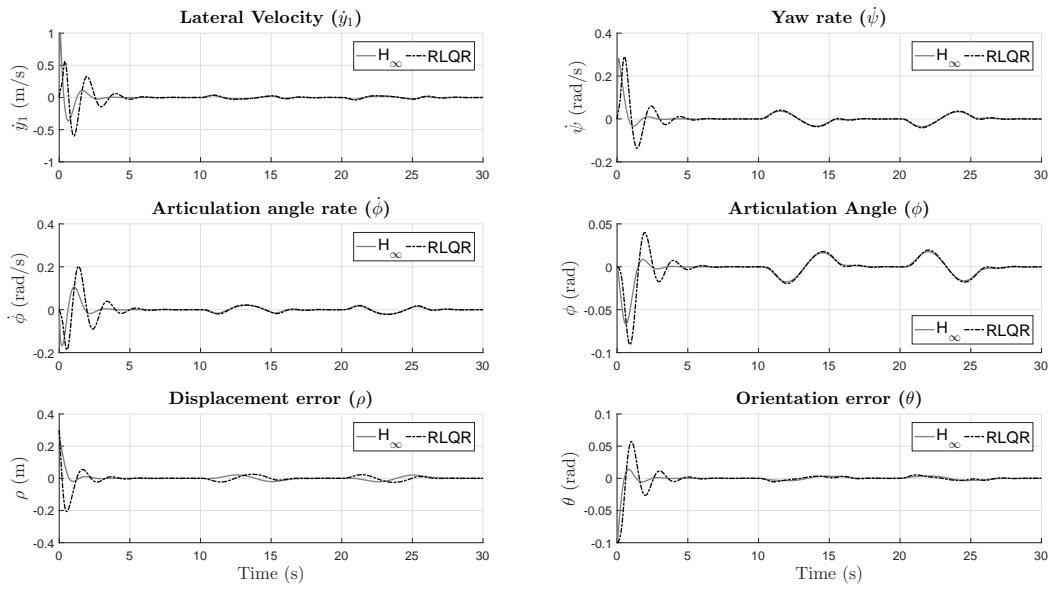 Lateral Velocity (ẏ₁)
1
0.5
0
-0.5
-1
ẏ₁ (m/s)
H∞ RLQR
0 5 10 15 20 25 30
Yaw rate (ψ̇)
0.4
0.2
0
-0.2
ψ̇ (rad/s)
H∞ RLQR
0 5 10 15 20 25 30
Articulation angle rate (ϕ̇)
0.4
0.2
0
-0.2
ϕ̇ (rad/s)
H∞ RLQR
0 5 10 15 20 25 30
Articulation Angle (ϕ)
0.05
0
-0.05
-0.1
ϕ (rad)
H∞ RLQR
0 5 10 15 20 25 30
Displacement error (ρ)
0.4
0.2
0
-0.2
-0.4
ρ (m)
H∞ RLQR
0 5 10 15 20 25 30
Time (s)
Orientation error (θ)
0.1
0.05
0
-0.05
-0.1
θ (rad)
H∞ RLQR
0 5 10 15 20 25 30
Time (s)